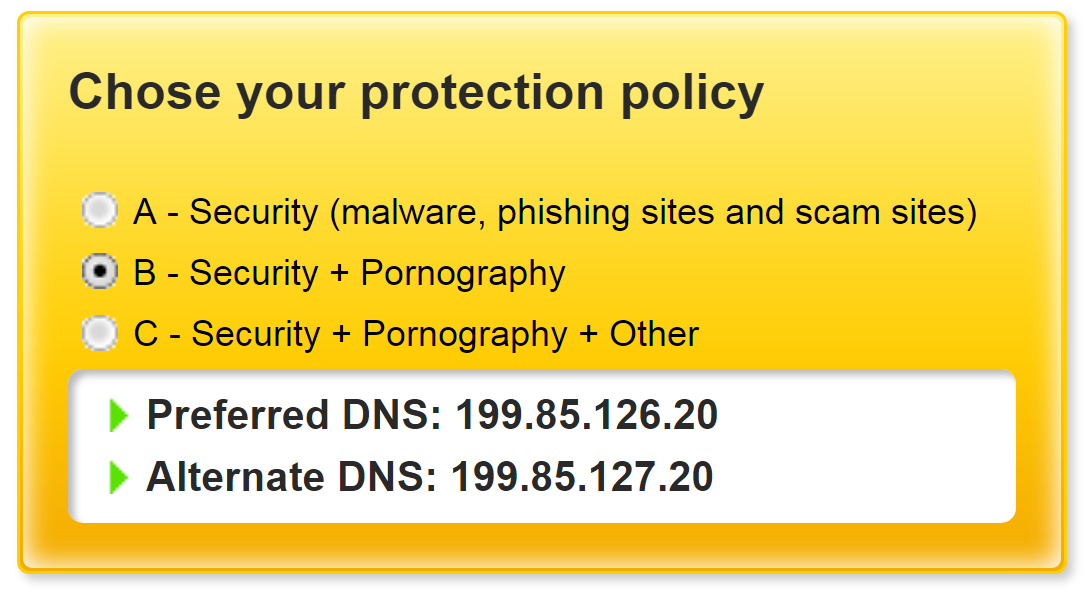 Chose your protection policy
A - Security (malware, phishing sites and scam sites)
B - Security + Pornography
C - Security + Pornography + Other
Preferred DNS: 199.85.126.20
Alternate DNS: 199.85.127.20